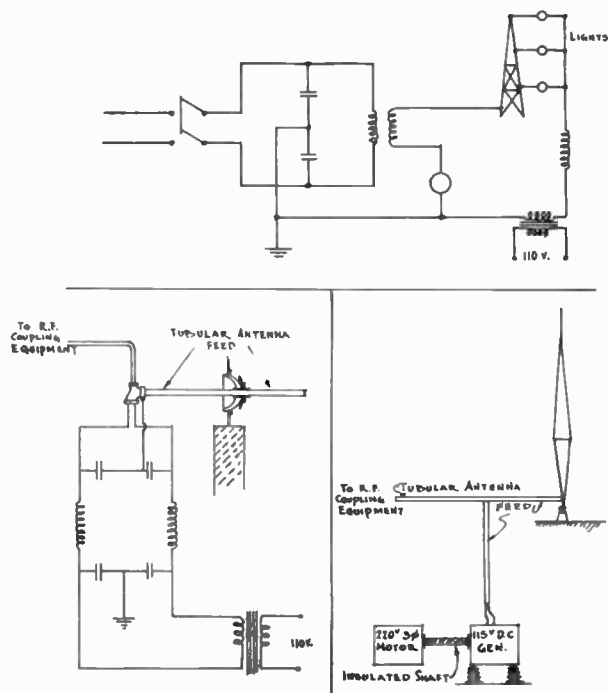 LIGHTS
110 V.
TO R.F.
COUPLING
EQUIPMENT
TUBULAR ANTENNA
FEED
110V.
TO R.F.
COUPLING
EQUIPMENT
TUBULAR ANTENNA
FEED
220V 3φ
MOTOR
115V D.C
GEN.
INSULATED SHAFT